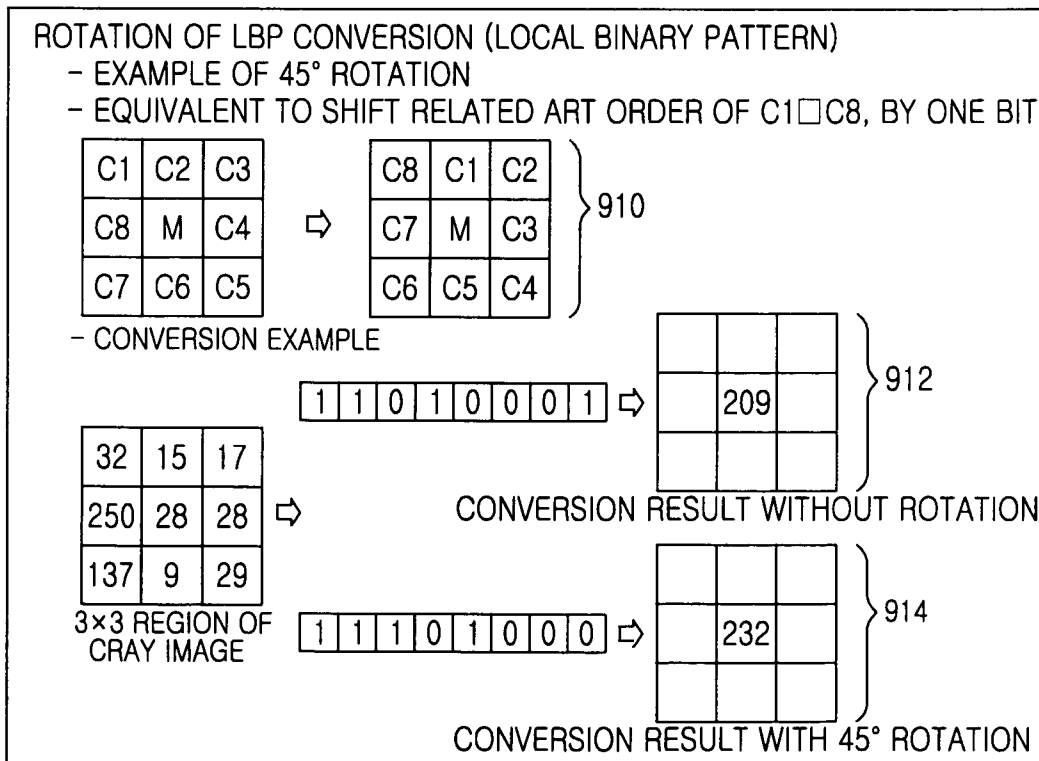 ROTATION OF LBP CONVERSION (LOCAL BINARY PATTERN)
– EXAMPLE OF 45° ROTATION
– EQUIVALENT TO SHIFT RELATED ART ORDER OF C1□C8, BY ONE BIT
C1 C2 C3
C8 M C4
C7 C6 C5
⇨
C8 C1 C2
C7 M C3
C6 C5 C4
910
– CONVERSION EXAMPLE
32 15 17
250 28 28
137 9 29
⇨
3×3 REGION OF
CRAY IMAGE
1 1 0 1 0 0 0 1 ⇨
209
912
CONVERSION RESULT WITHOUT ROTATION
1 1 1 0 1 0 0 0 ⇨
232
914
CONVERSION RESULT WITH 45° ROTATION